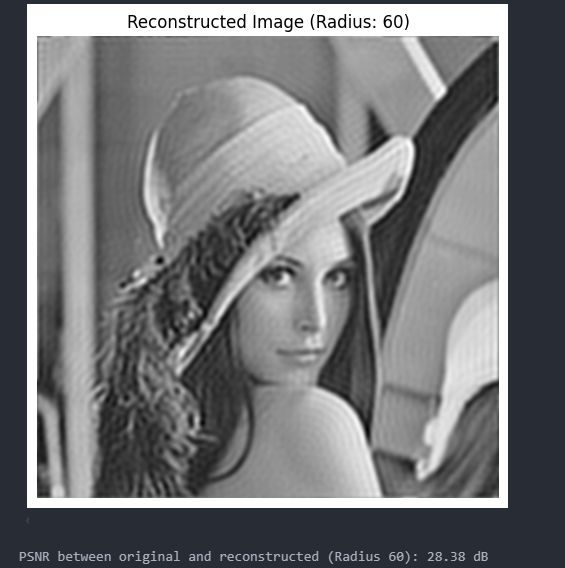 Reconstructed Image (Radius: 60)
PSNR between original and reconstructed (Radius 60): 28.38 dB